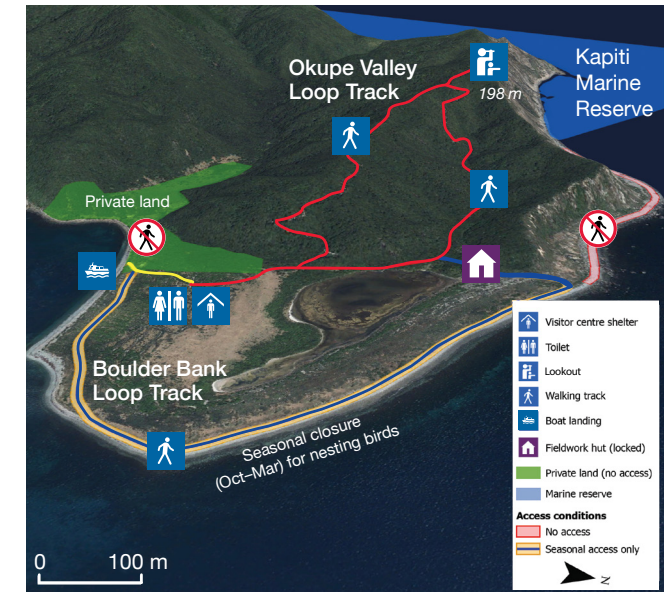 Okupe Valley
Loop Track
198 m
Kapiti
Marine
Reserve
Private land
Boulder Bank
Loop Track
Seasonal closure
(Oct–Mar) for nesting birds
0 100 m
Visitor centre shelter
Toilet
Lookout
Walking track
Boat landing
Fieldwork hut (locked)
Private land (no access)
Marine reserve
Access conditions
No access
Seasonal access only
N